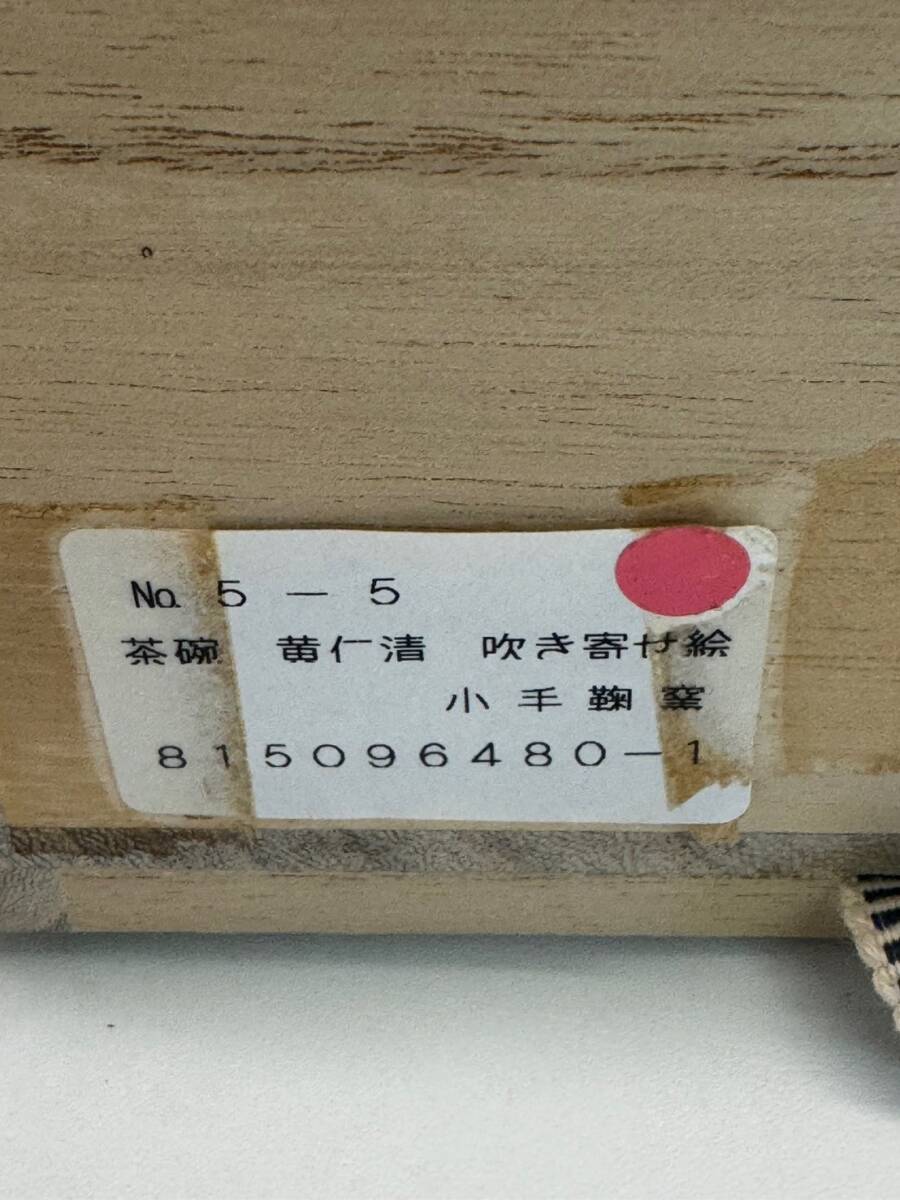 No. 5 － 5
茶碗　黄仁清　吹き寄せ絵
小手鞠窯
815096480－1